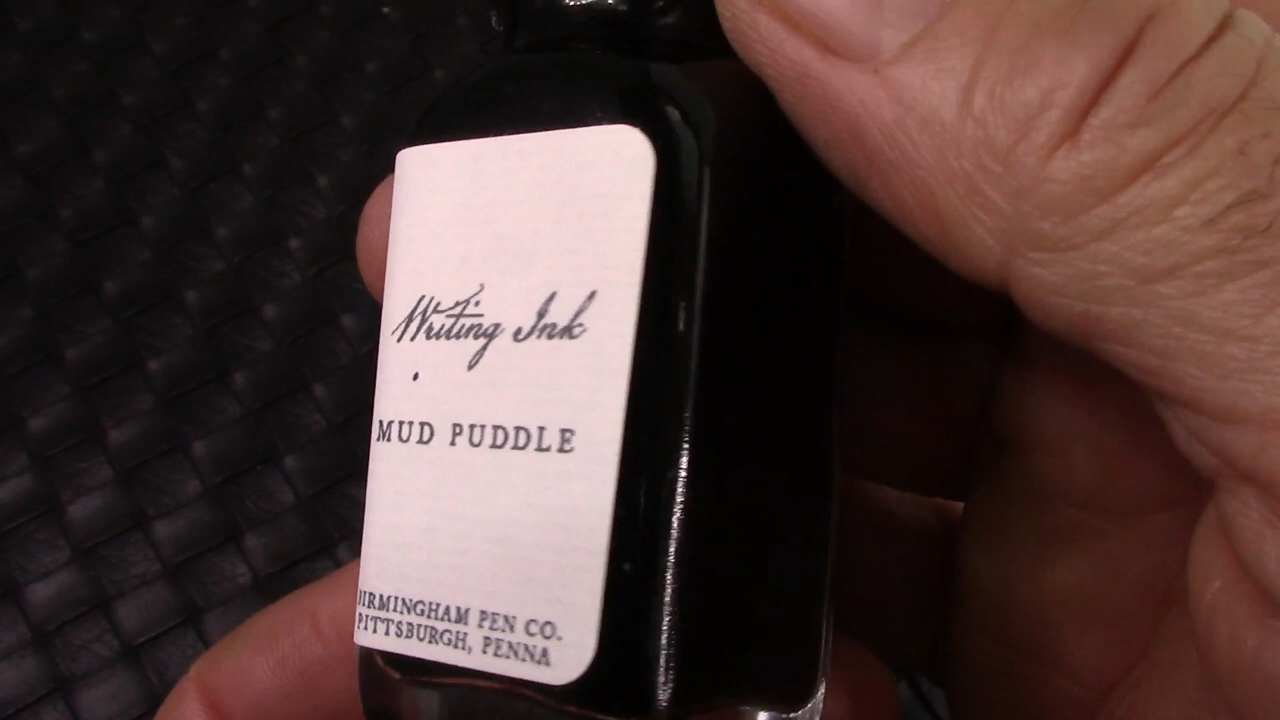 Writing Ink
MUD PUDDLE
BIRMINGHAM PEN CO.
PITTSBURGH, PENNA